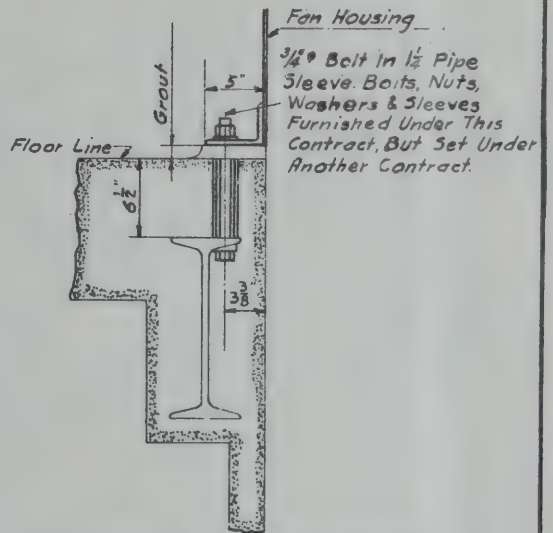 Fan Housing
3/4"φ Bolt in 1 1/4 Pipe
Sleeve. Bolts, Nuts,
Washers & Sleeves
Furnished Under This
Contract, But Set Under
Another Contract.
Grout
5"
Floor Line
6 1/2"
3 3/8